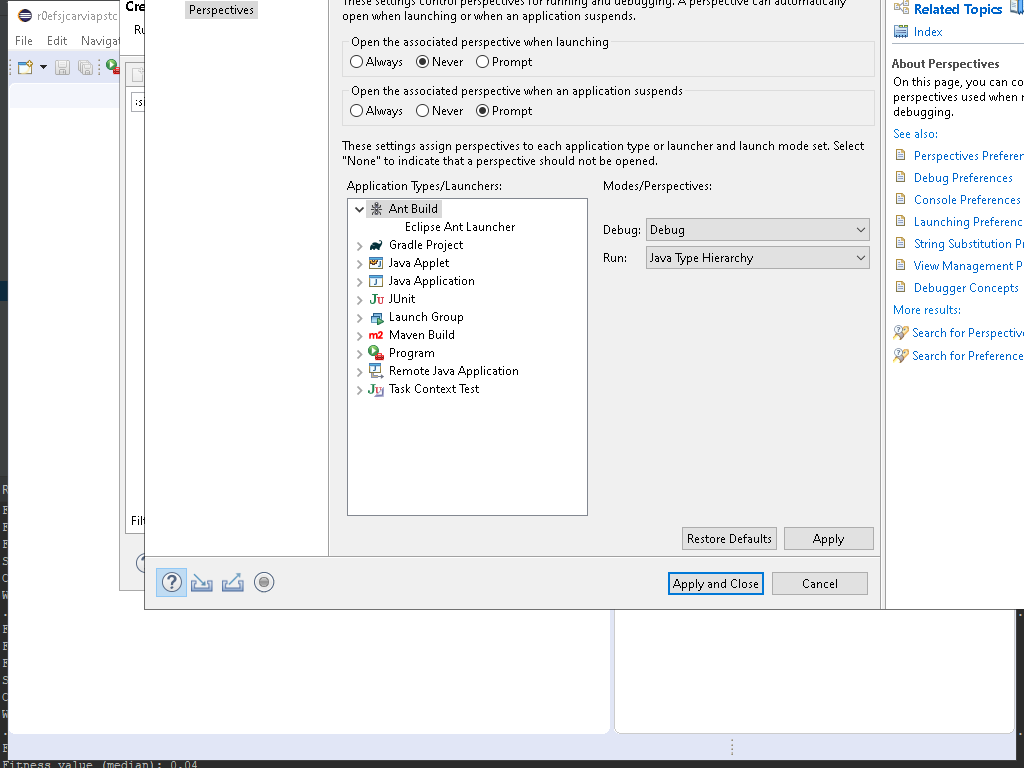 r0efsjcarviapstc
File Edit Navigat
Cre
Ru
Perspectives
These settings control perspectives for running and debugging. A perspective can automatically
open when launching or when an application suspends.
Open the associated perspective when launching
Always Never Prompt
Open the associated perspective when an application suspends
Always Never Prompt
These settings assign perspectives to each application type or launcher and launch mode set. Select
"None" to indicate that a perspective should not be opened.
Application Types/Launchers:
Ant Build
Eclipse Ant Launcher
Gradle Project
Java Applet
Java Application
JUnit
Launch Group
m2 Maven Build
Program
Remote Java Application
Task Context Test
Modes/Perspectives:
Debug: Debug
Run: Java Type Hierarchy
Restore Defaults Apply
Apply and Close Cancel
Related Topics
Index
About Perspectives
On this page, you can co
perspectives used when r
debugging.
See also:
Perspectives Preferen
Debug Preferences
Console Preferences
Launching Preferenc
String Substitution Pr
View Management P
Debugger Concepts
More results:
Search for Perspective
Search for Preference
Filt
Fitness value (median): 0.04